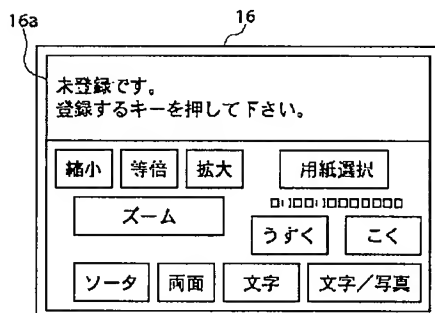 16a
16
未登録です。
登録するキーを押して下さい。
縮小 等倍 拡大 用紙選択
ズーム
うすく こく
ソータ 両面 文字 文字/写真